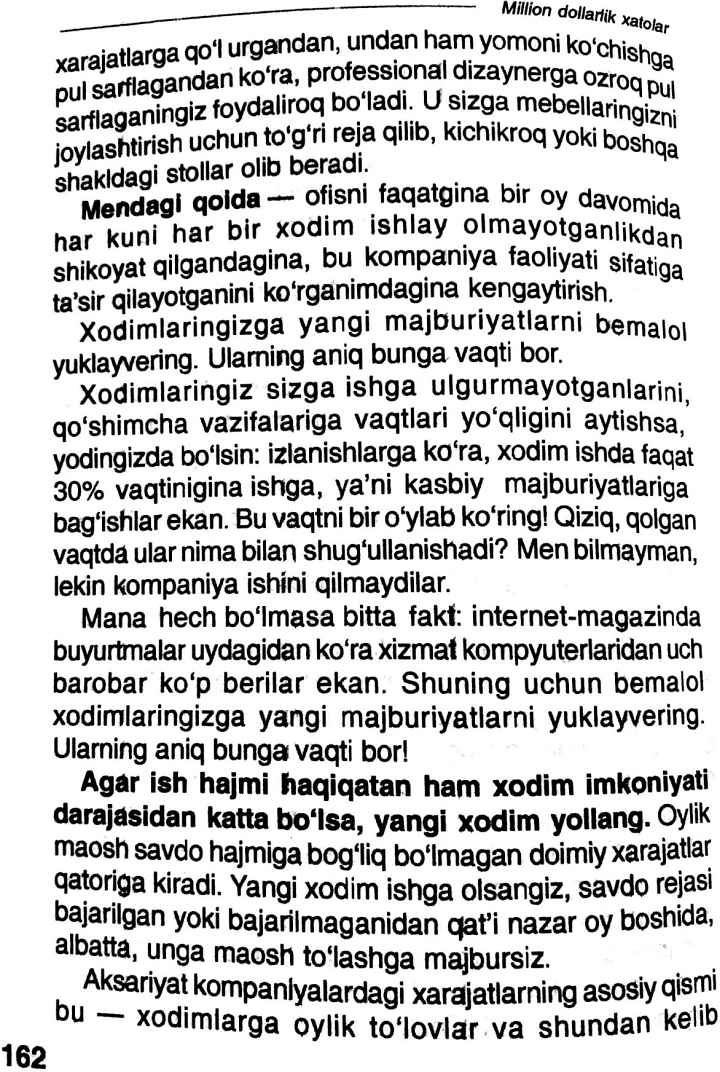 Million dollarlik xatolar
xarajatlarga qo‘l urgandan, undan ham yomoni ko‘chishga
pul sarflagandan ko‘ra, professional dizaynerga ozroq pul
sarflaganingiz foydaliroq bo‘ladi. U sizga mebellaringizni
joylashtirish uchun to‘g‘ri reja qilib, kichikroq yoki boshqa
shakldagi stollar olib beradi.
Mendagi qoida — ofisni faqatgina bir oy davomida
har kuni har bir xodim ishlay olmayotganlikdan
shikoyat qilgandagina, bu kompaniya faoliyati sifatiga
ta’sir qilayotganini ko‘rganimdagina kengaytirish.
Xodimlaringizga yangi majburiyatlarni bemalol
yuklayvering. Ularning aniq bunga vaqti bor.
Xodimlaringiz sizga ishga ulgurmayotganlarini,
qo‘shimcha vazifalariga vaqtlari yo‘qligini aytishsa,
yodingizda bo‘lsin: izlanishlarga ko‘ra, xodim ishda faqat
30% vaqtinigina ishga, ya’ni kasbiy majburiyatlariga
bag‘ishlar ekan. Bu vaqtni bir o‘ylab ko‘ring! Qiziq, qolgan
vaqtda ular nima bilan shug‘ullanishadi? Men bilmayman,
lekin kompaniya ishini qilmaydilar.
Mana hech bo‘lmasa bitta fakt: internet-magazinda
buyurtmalar uydagidan ko‘ra xizmat kompyuterlaridan uch
barobar ko‘p berilar ekan. Shuning uchun bemalol
xodimlaringizga yangi majburiyatlarni yuklayvering.
Ularning aniq bunga vaqti bor!
Agar ish hajmi haqiqatan ham xodim imkoniyati
darajasidan katta bo‘lsa, yangi xodim yollang. Oylik
maosh savdo hajmiga bog‘liq bo‘lmagan doimiy xarajatlar
qatoriga kiradi. Yangi xodim ishga olsangiz, savdo rejasi
bajarilgan yoki bajarilmaganidan qat’i nazar oy boshida,
albatta, unga maosh to‘lashga majbursiz.
Aksariyat kompaniyalardagi xarajatlarning asosiy qismi
bu — xodimlarga oylik to‘lovlar va shundan kelib
162